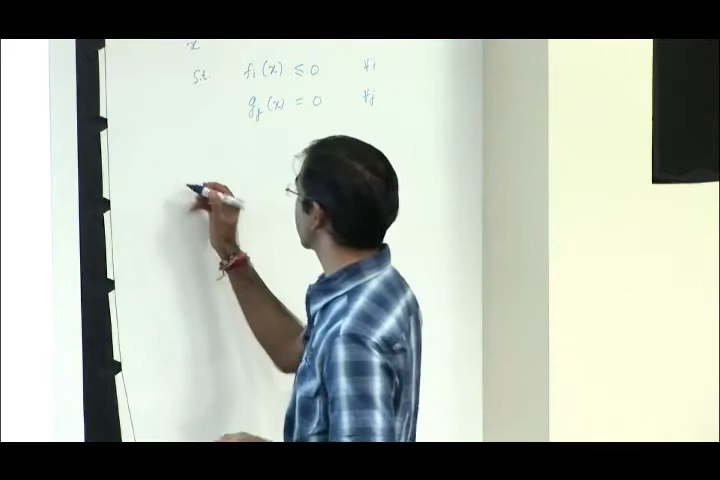 x
s.t. fi(x) ≤ 0 ∀i
gj(x) = 0 ∀j